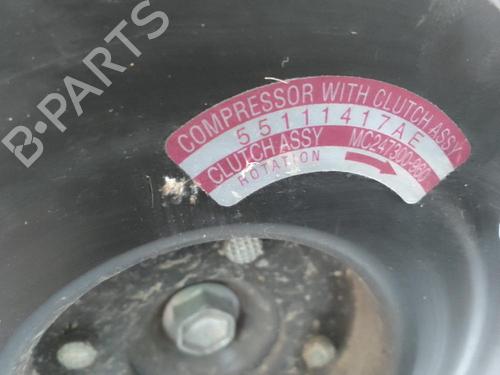 B-PARTS
COMPRESSOR WITH CLUTCH ASSY
55111417AE
CLUTCH ASSY MC247300-860
ROTATION